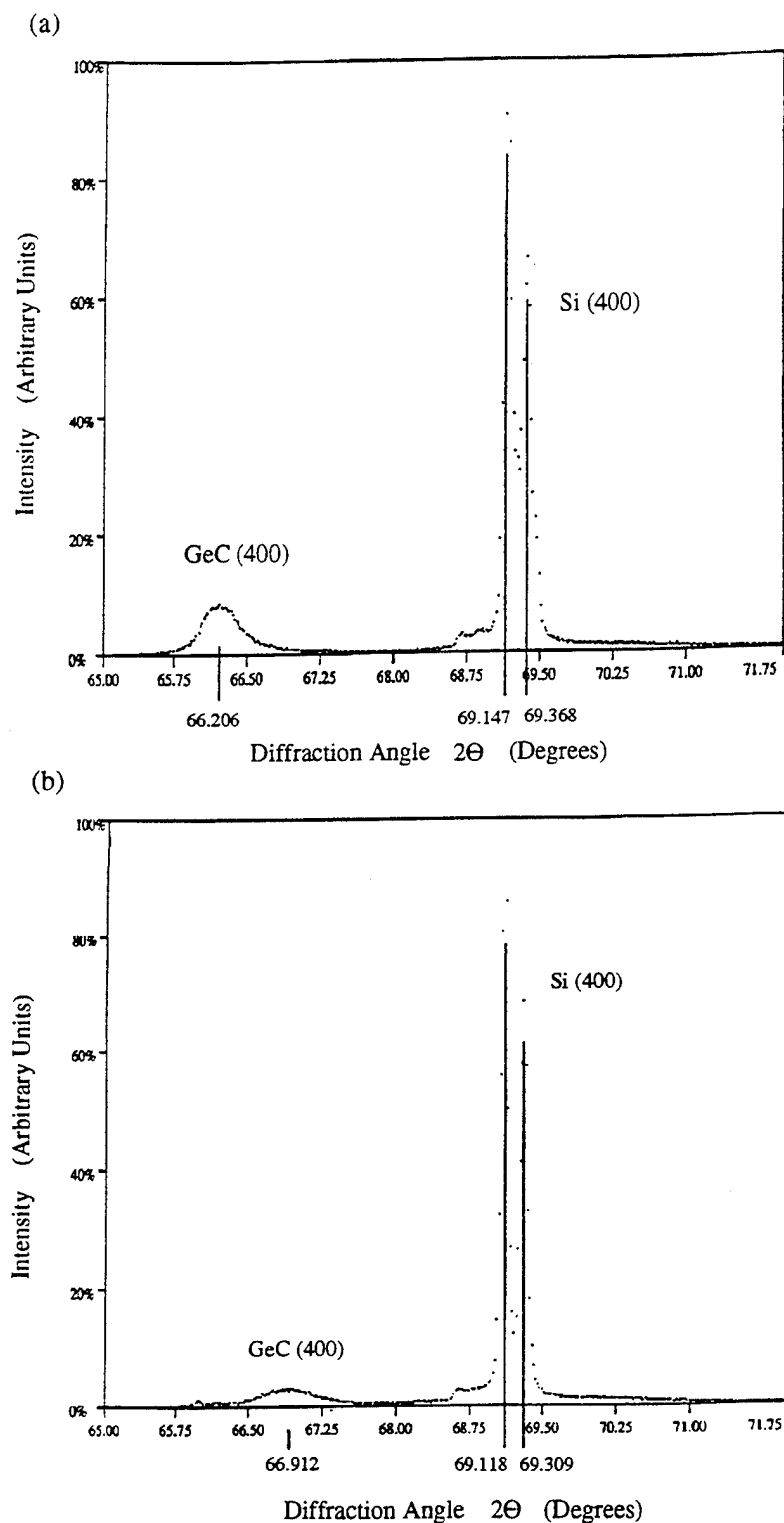 (a)
Intensity (Arbitrary Units)
100%
80%
60%
40%
20%
0%
Si (400)
GeC (400)
65.00 65.75 66.50 67.25 68.00 68.75 69.50 70.25 71.00 71.75
66.206 69.147 69.368
Diffraction Angle 2Θ (Degrees)
(b)
Intensity (Arbitrary Units)
100%
80%
60%
40%
20%
0%
Si (400)
GeC (400)
65.00 65.75 66.50 67.25 68.00 68.75 69.50 70.25 71.00 71.75
66.912 69.118 69.309
Diffraction Angle 2Θ (Degrees)